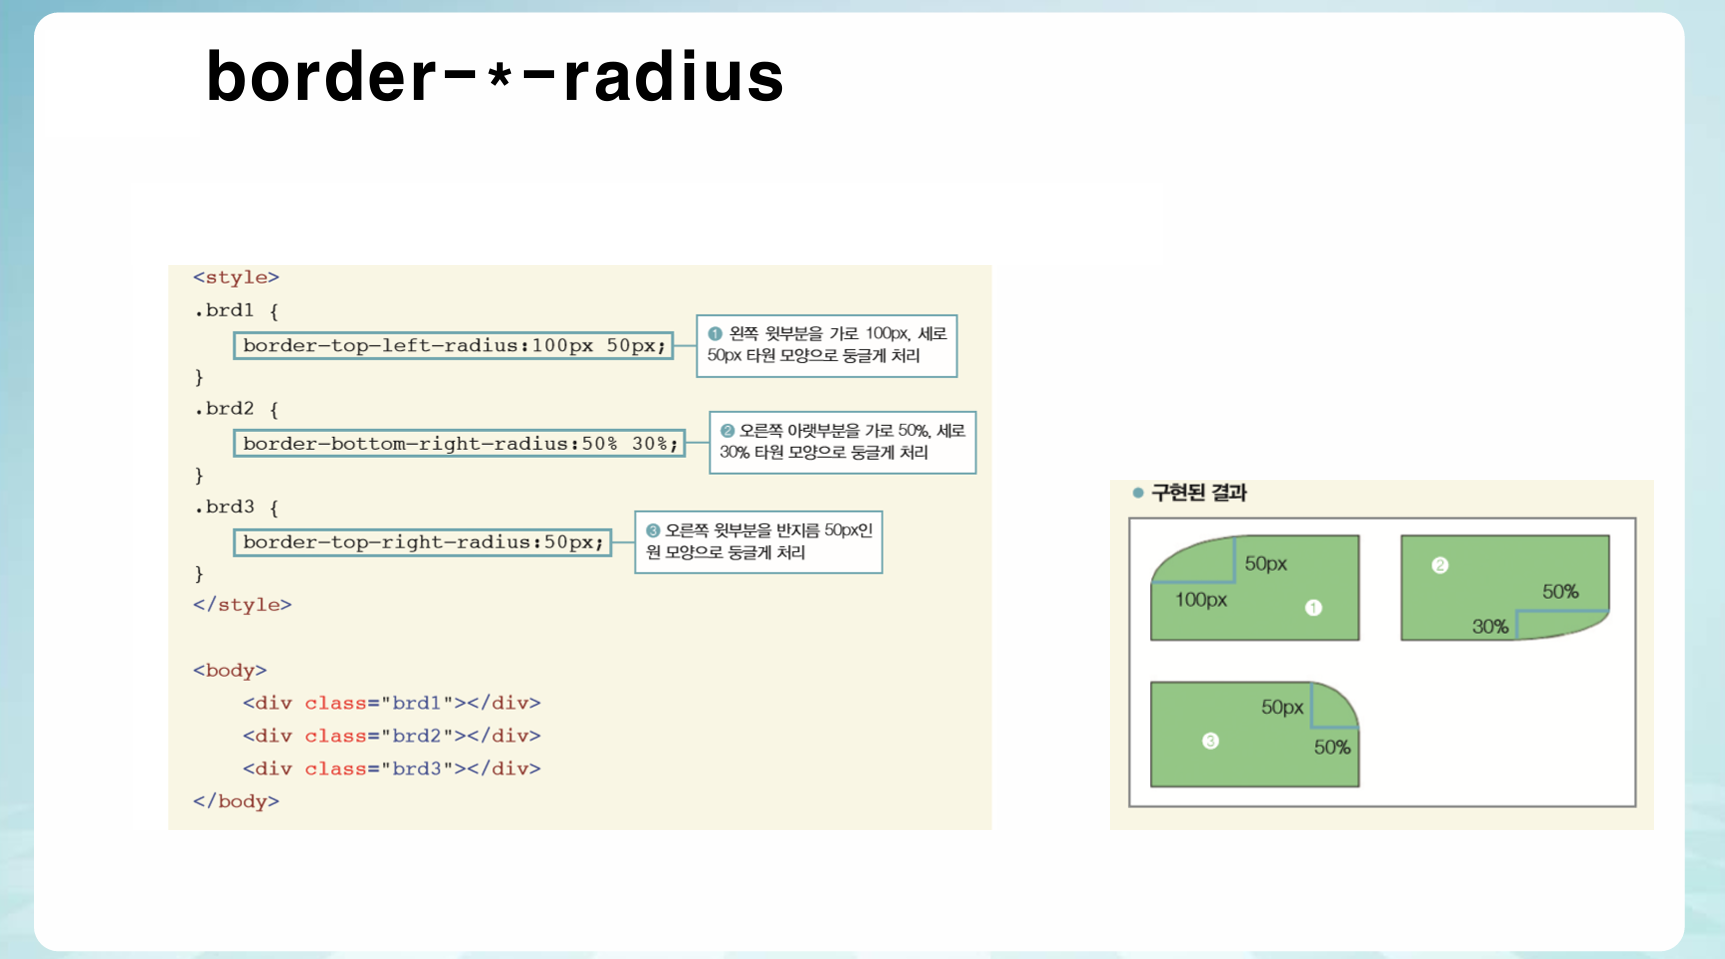 border-*-radius
<style>
.brd1 {
border-top-left-radius:100px 50px;
❶ 왼쪽 윗부분을 가로 100px, 세로
50px 타원 모양으로 둥글게 처리
}
.brd2 {
border-bottom-right-radius:50% 30%;
❷ 오른쪽 아랫부분을 가로 50%, 세로
30% 타원 모양으로 둥글게 처리
}
.brd3 {
border-top-right-radius:50px;
❸ 오른쪽 윗부분을 반지름 50px인
원 모양으로 둥글게 처리
}
</style>
<body>
<div class="brd1"></div>
<div class="brd2"></div>
<div class="brd3"></div>
</body>
● 구현된 결과
50px
100px
1
2
50%
30%
50px
3
50%